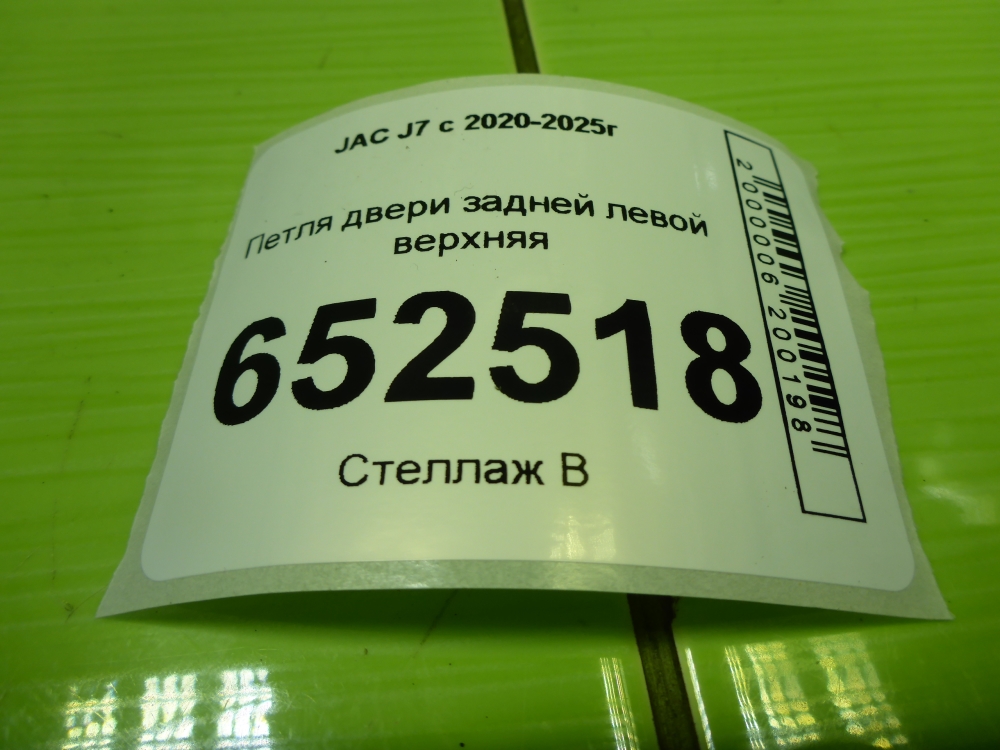 JAC J7 с 2020-2025г
Петля двери задней левой
верхняя
652518
Стеллаж В
2000006200198